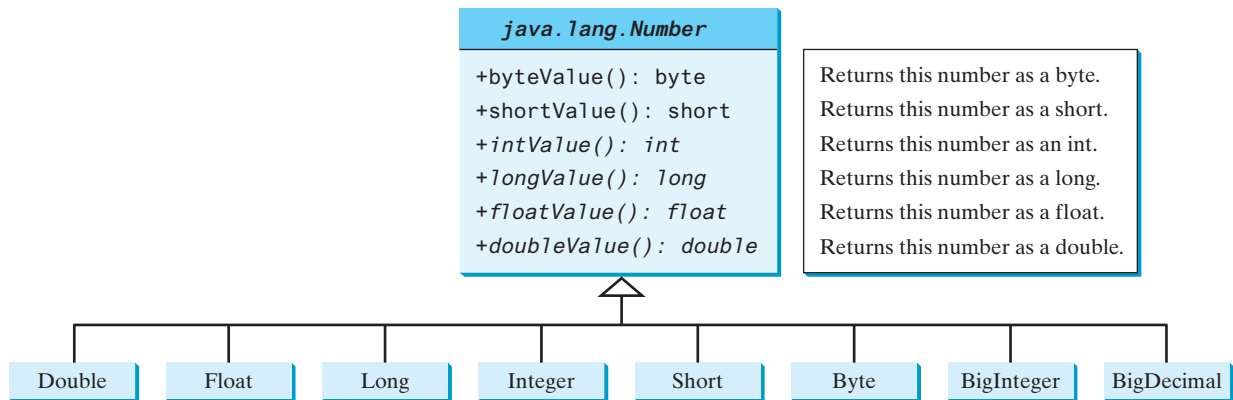 java.lang.Number
+byteValue(): byte
+shortValue(): short
+intValue(): int
+longValue(): long
+floatValue(): float
+doubleValue(): double
Returns this number as a byte.
Returns this number as a short.
Returns this number as an int.
Returns this number as a long.
Returns this number as a float.
Returns this number as a double.
Double
Float
Long
Integer
Short
Byte
BigInteger
BigDecimal